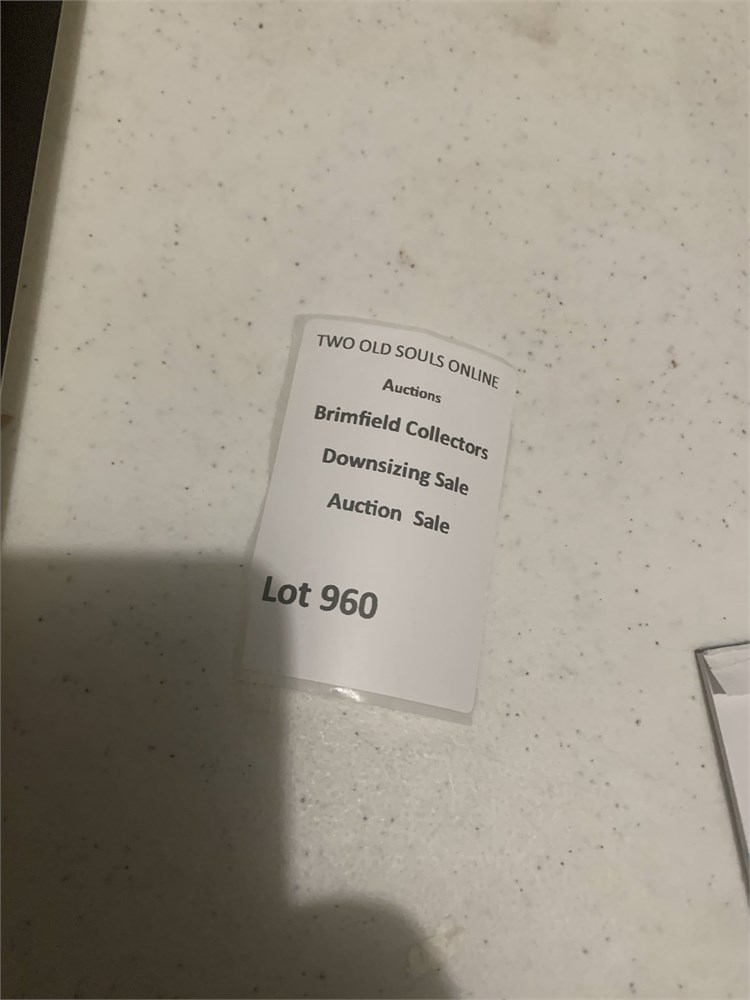 TWO OLD SOULS ONLINE
Auctions
Brimfield Collectors
Downsizing Sale
Auction Sale
Lot 960